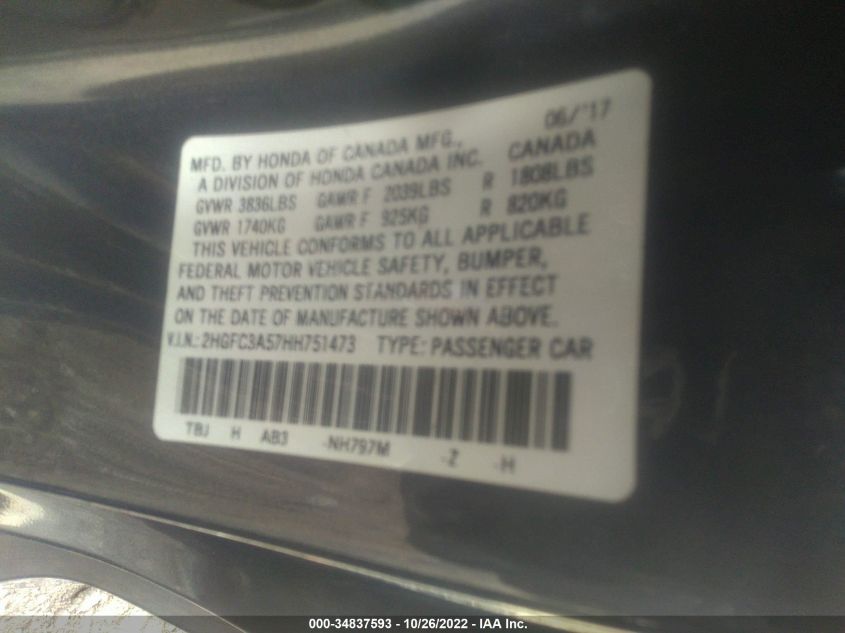 06/'17
MFD. BY HONDA OF CANADA MFG.,
A DIVISION OF HONDA CANADA INC. CANADA
GVWR 3836LBS GAWR F 2039LBS R 1808LBS
GVWR 1740KG GAWR F 925KG R 820KG
THIS VEHICLE CONFORMS TO ALL APPLICABLE
FEDERAL MOTOR VEHICLE SAFETY, BUMPER,
AND THEFT PREVENTION STANDARDS IN EFFECT
ON THE DATE OF MANUFACTURE SHOWN ABOVE.
V.I.N.: 2HGFC3A57HH751473 TYPE: PASSENGER CAR
TBJ H AB3 -NH797M -Z -H
000-34837593 - 10/26/2022 - IAA Inc.